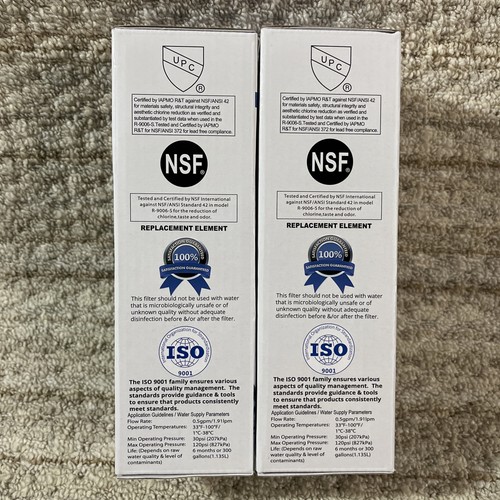 UPC
®
Certified by IAPMO R&T against NSF/ANSI 42
for materials safety, structural integrity and
aesthetic chlorine reduction as verified and
substantiated by test data when used in the
R-9006-S.Tested and Certified by IAPMO
R&T for NSF/ANSI 372 for lead free compliance.
NSF
Tested and Certified by NSF International
against NSF/ANSI Standard 42 in model
R-9006-S for the reduction of
chlorine,taste and odor.
REPLACEMENT ELEMENT
100%
SATISFACTION GUARANTEED
This filter should not be used with water
that is microbiologically unsafe or of
unknown quality without adequate
disinfection before &/or after the filter.
International Organization for Standardization
ISO
9001
The ISO 9001 family ensures various
aspects of quality management. The
standards provide guidance & tools
to ensure that products consistently
meet standards.
Application Guidelines / Water Supply Parameters
Flow Rate: 0.5gpm/1.91lpm
Temperature: 33°F-100°F/
1°C-38°C
Min Operating Pressure: 30psi (207kPa)
Max Operating Pressure: 120psi (827kPa)
Life: (Depends on raw 6 months or 300
water quality & level of gallons(1.135L)
contaminants)
UPC
®
Certified by IAPMO R&T against NSF/ANSI 42
for materials safety, structural integrity and
aesthetic chlorine reduction as verified and
substantiated by test data when used in the
R-9006-S.Tested and Certified by IAPMO
R&T for NSF/ANSI 372 for lead free compliance.
NSF
Tested and Certified by NSF International
against NSF/ANSI Standard 42 in model
R-9006-S for the reduction of
chlorine,taste and odor.
REPLACEMENT ELEMENT
100%
SATISFACTION GUARANTEED
This filter should not be used with water
that is microbiologically unsafe or of
unknown quality without adequate
disinfection before &/or after the filter.
International Organization for Standardization
ISO
9001
The ISO 9001 family ensures various
aspects of quality management. The
standards provide guidance & tools
to ensure that products consistently
meet standards.
Application Guidelines / Water Supply Parameters
Flow Rate: 0.5gpm/1.91lpm
Temperature: 33°F-100°F/
1°C-38°C
Min Operating Pressure: 30psi (207kPa)
Max Operating Pressure: 120psi (827kPa)
Life: (Depends on raw 6 months or 300
water quality & level of gallons(1.135L)
contaminants)